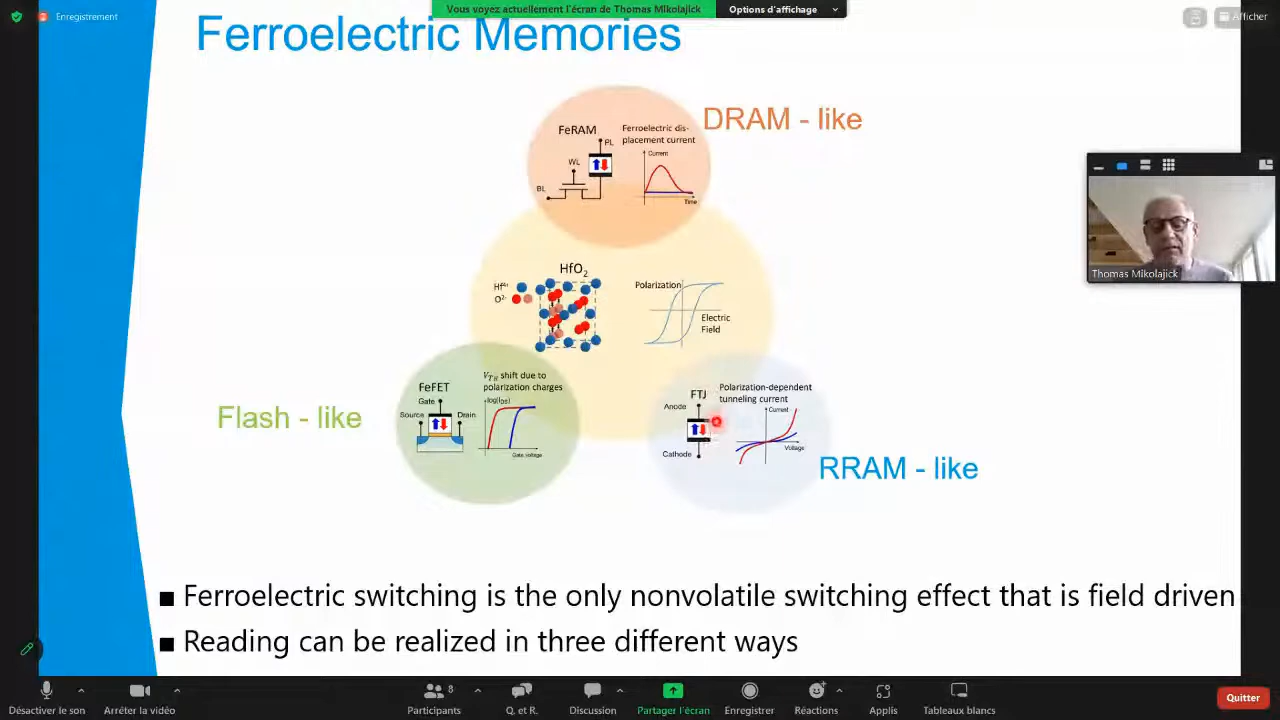 Enregistrement
Vous voyez actuellement l'écran de Thomas Mikolajick
Options d'affichage
Afficher
Ferroelectric Memories
DRAM - like
FeRAM
Ferroelectric dis-
placement current
PL
WL
BL
Current
Time
Thomas Mikolajick
HfO2
Hf4+
O2-
Polarization
Electric
Field
FeFET
Gate
Source
Drain
VTH shift due to
polarization charges
log(IDS)
Gate voltage
Flash - like
FTJ
Anode
Cathode
Polarization-dependent
tunneling current
Current
Voltage
RRAM - like
■ Ferroelectric switching is the only nonvolatile switching effect that is field driven
■ Reading can be realized in three different ways
Désactiver le son
Arrêter la vidéo
8
Participants
Q. et R.
Discussion
Partager l'écran
Enregistrer
Réactions
Applis
Tableaux blancs
Quitter